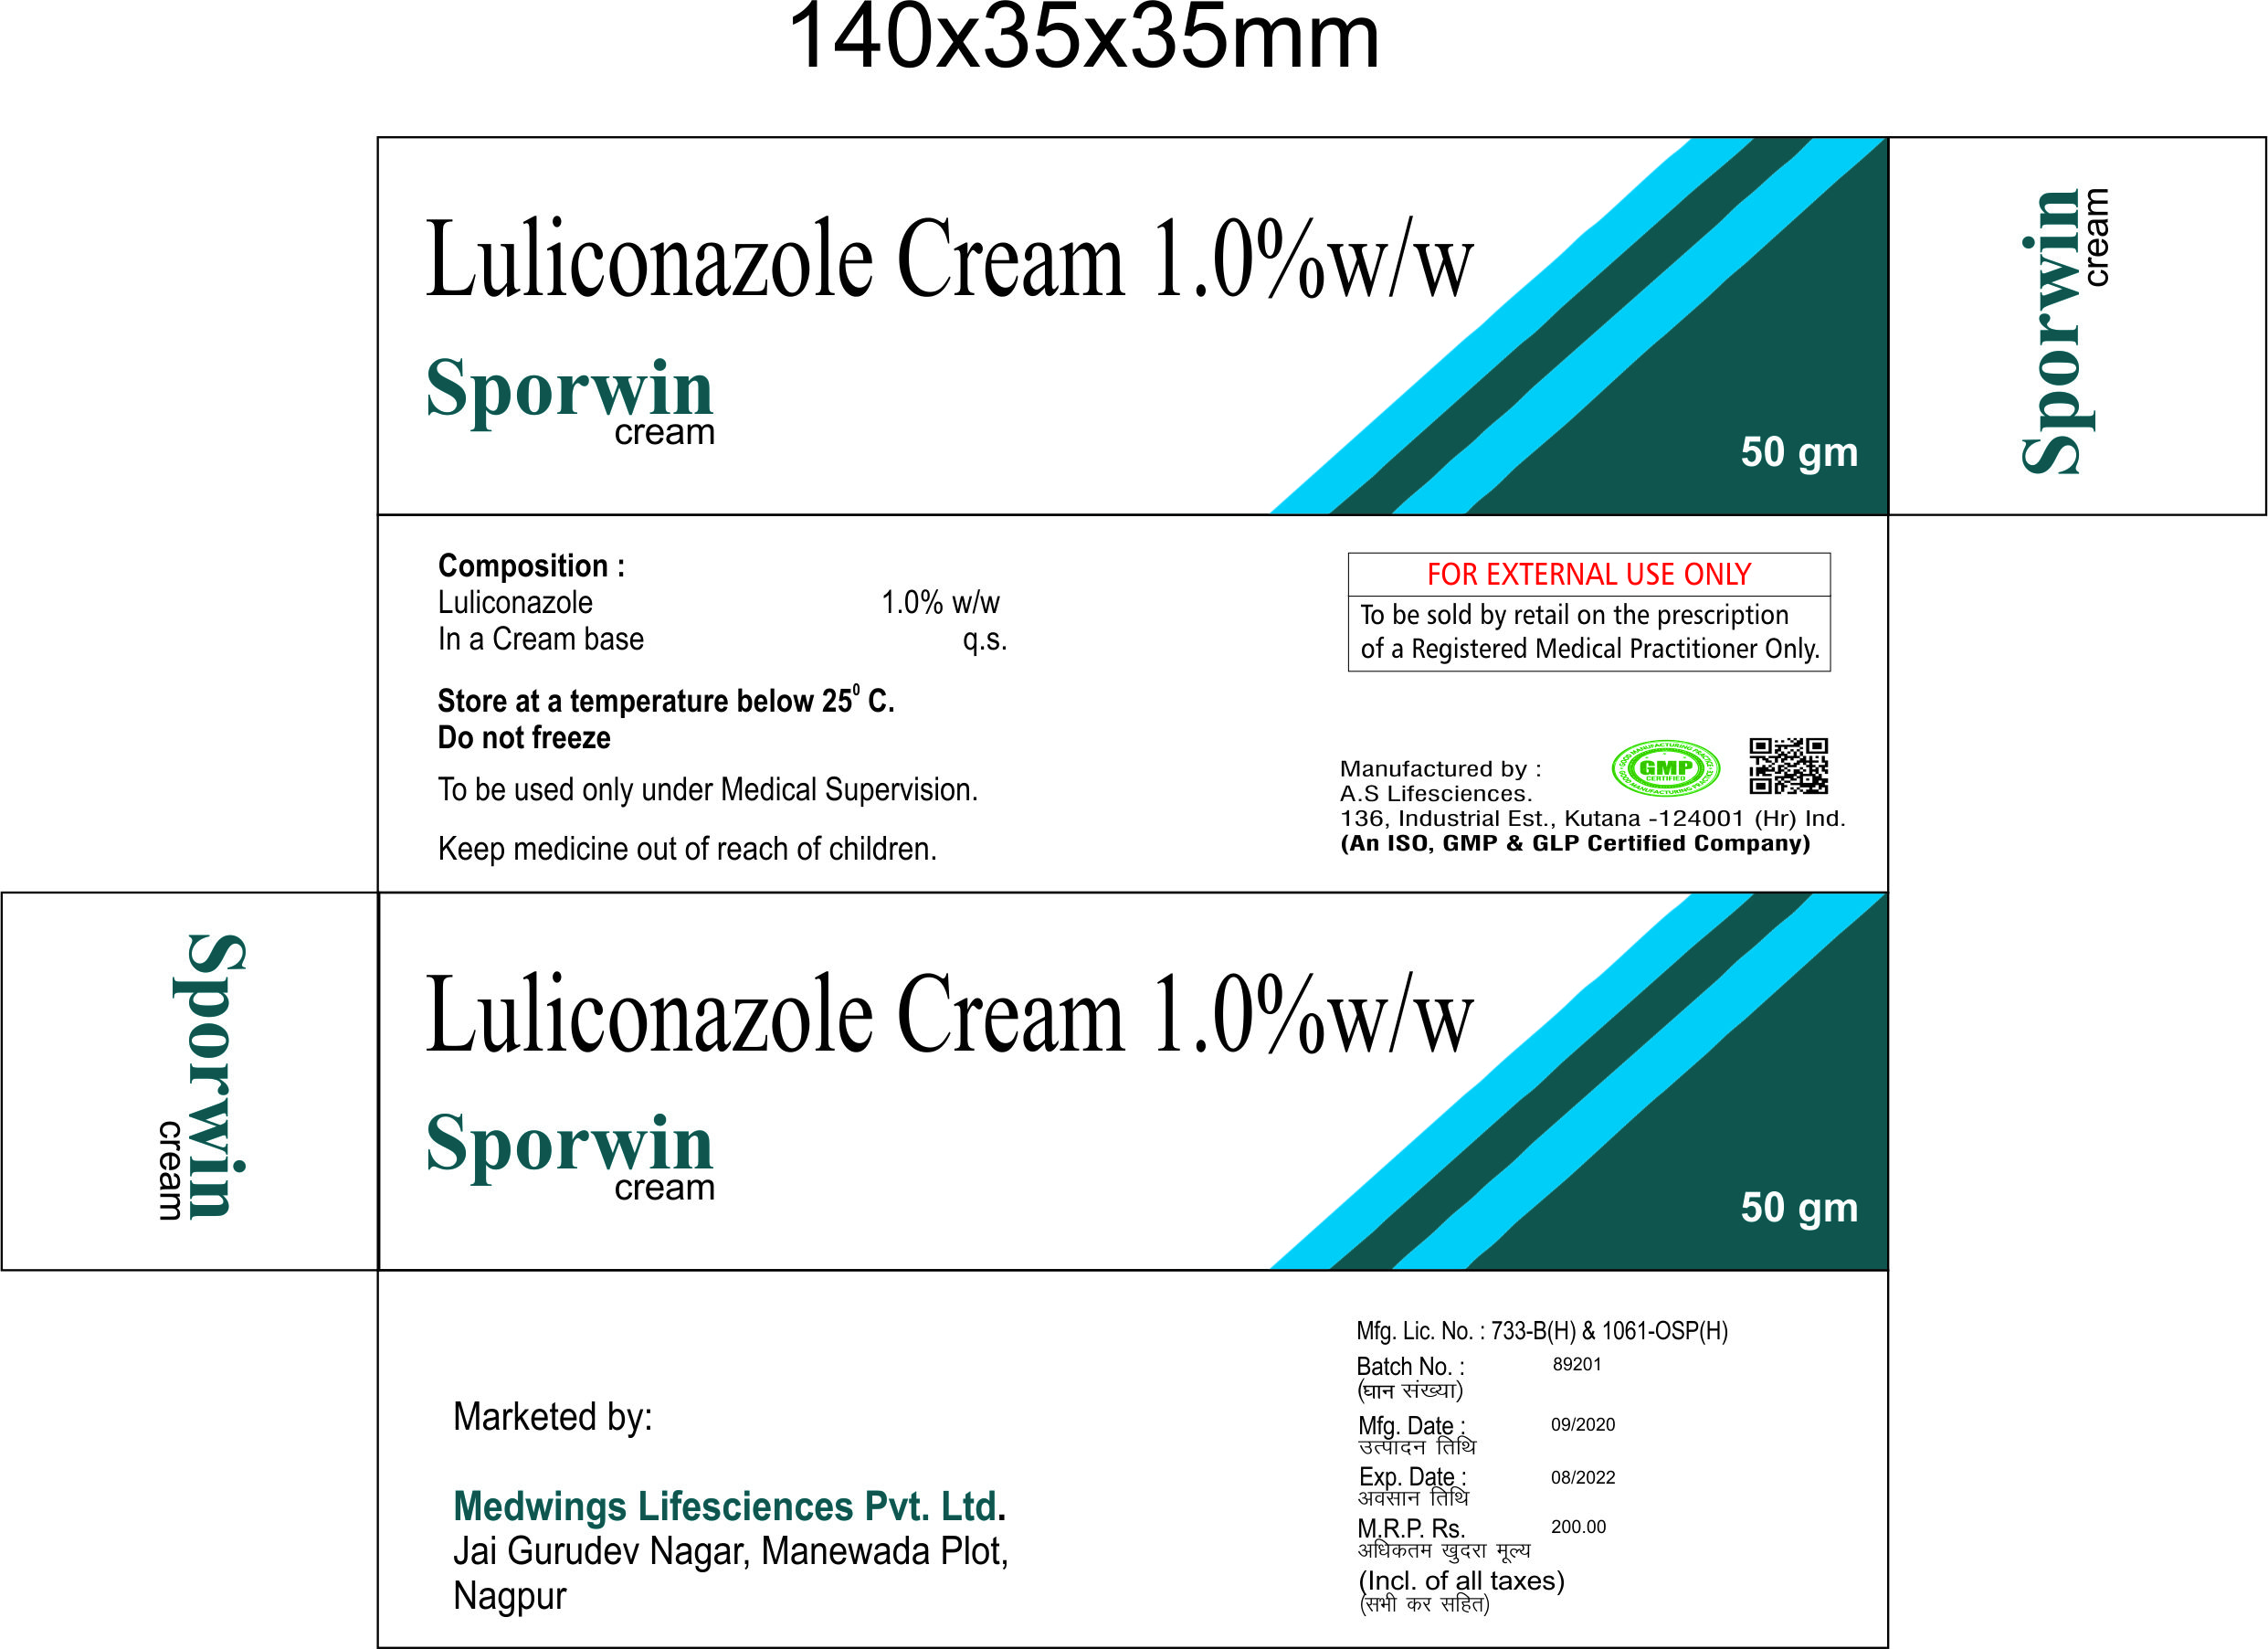 140x35x35mm
Luliconazole Cream 1.0%w/w
Sporwin
cream
50 gm
Sporwin
cream
Composition :
Luliconazole 1.0% w/w
In a Cream base q.s.
Store at a temperature below 25⁰ C.
Do not freeze
To be used only under Medical Supervision.
Keep medicine out of reach of children.
FOR EXTERNAL USE ONLY
To be sold by retail on the prescription
of a Registered Medical Practitioner Only.
Manufactured by :
A.S Lifesciences.
136, Industrial Est., Kutana -124001 (Hr) Ind.
(An ISO, GMP & GLP Certified Company)
GMP
CERTIFIED
Sporwin
cream
Luliconazole Cream 1.0%w/w
Sporwin
cream
50 gm
Marketed by:
Medwings Lifesciences Pvt. Ltd.
Jai Gurudev Nagar, Manewada Plot,
Nagpur
Mfg. Lic. No. : 733-B(H) & 1061-OSP(H)
Batch No. : 89201
(घान संख्या)
Mfg. Date : 09/2020
उत्पादन तिथि
Exp. Date : 08/2022
अवसान तिथि
M.R.P. Rs. 200.00
अधिकतम खुदरा मूल्य
(Incl. of all taxes)
(सभी कर सहित)